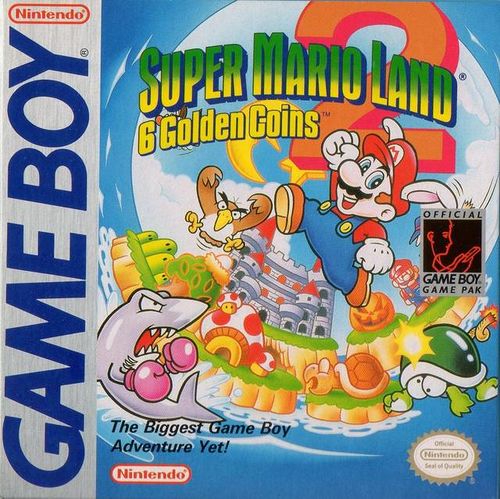 Nintendo
GAME BOY
®
SUPER MARIO LAND®
2
6 Golden Coins™
OFFICIAL
GAME BOY
GAME PAK
The Biggest Game Boy
Adventure Yet!
Nintendo
Official
Nintendo
Seal of Quality